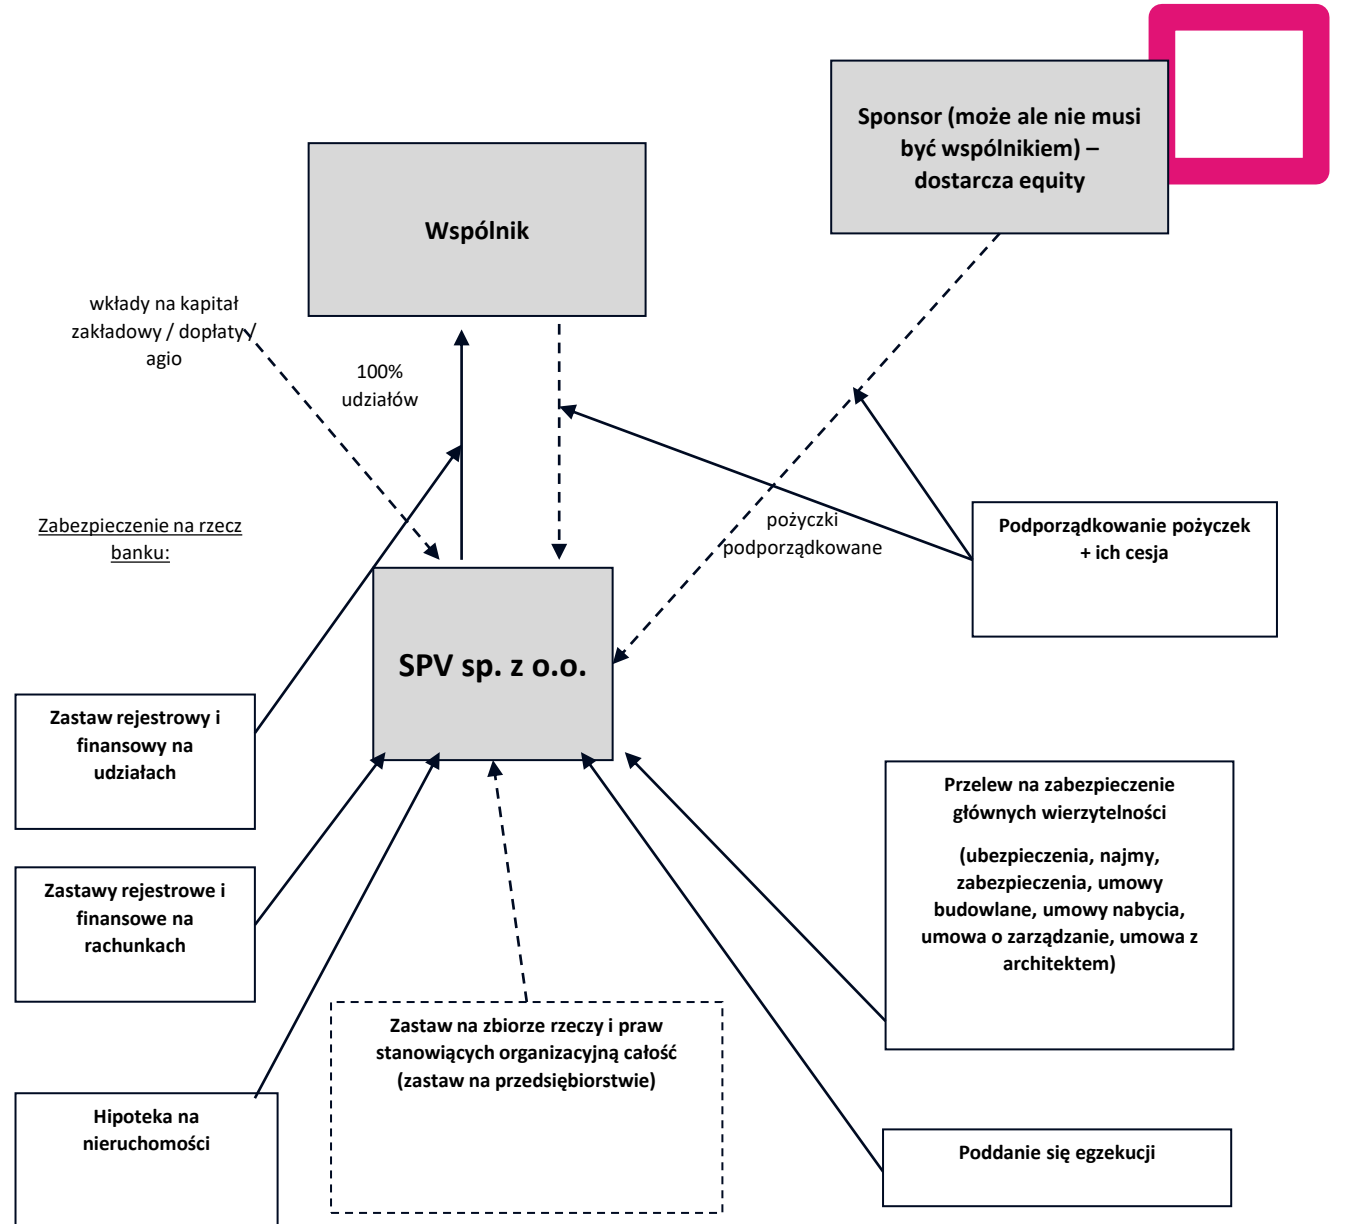 Sponsor (może ale nie musi
być wspólnikiem) –
dostarcza equity
Wspólnik
wkłady na kapitał
zakładowy / dopłaty /
agio
100%
udziałów
Zabezpieczenie na rzecz
banku:
pożyczki
podporządkowane
Podporządkowanie pożyczek
+ ich cesja
SPV sp. z o.o.
Zastaw rejestrowy i
finansowy na
udziałach
Przelew na zabezpieczenie
głównych wierzytelności
(ubezpieczenia, najmy,
zabezpieczenia, umowy
budowlane, umowy nabycia,
umowa o zarządzanie, umowa z
architektem)
Zastawy rejestrowe i
finansowe na
rachunkach
Zastaw na zbiorze rzeczy i praw
stanowiących organizacyjną całość
(zastaw na przedsiębiorstwie)
Hipoteka na
nieruchomości
Poddanie się egzekucji